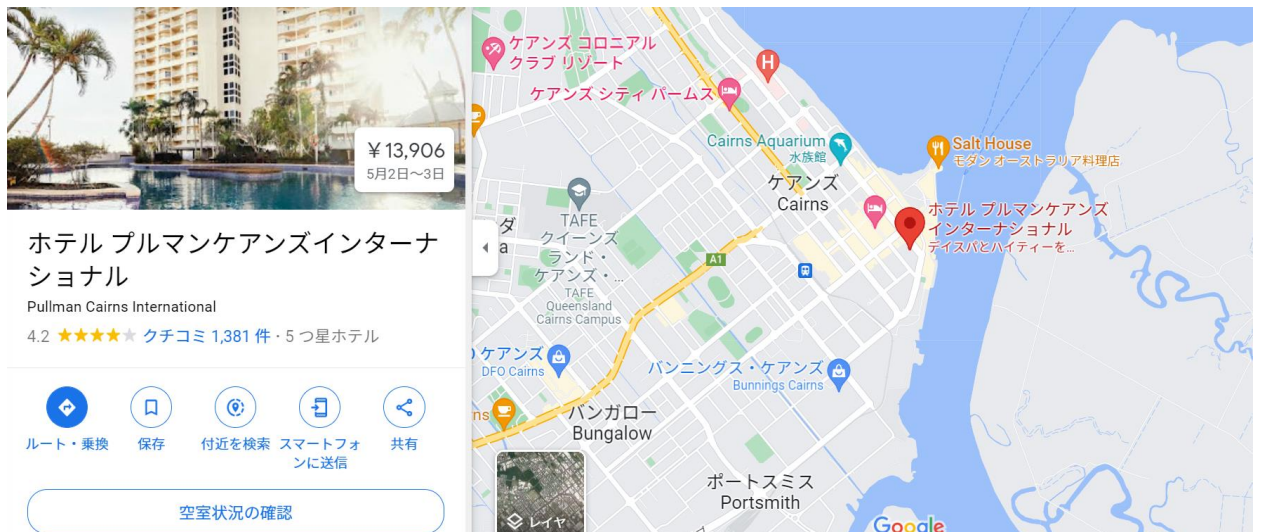 ¥13,906
5月2日～3日
ホテル プルマンケアンズインターナ
ショナル
Pullman Cairns International
4.2 クチコミ 1,381 件・5 つ星ホテル
ルート・乗換
保存
付近を検索
スマートフォ
ンに送信
共有
空室状況の確認
ケアンズ コロニアル
クラブ リゾート
H
ケアンズ シティ パームス
Cairns Aquarium
水族館
Salt House
モダン オーストラリア料理店
ケアンズ
Cairns
ホテル プルマンケアンズ
インターナショナル
デイスパとハイティーを...
ダ
a
TAFE
クイーンズ
ランド・
ケアンズ・...
TAFE
Queensland
Cairns Campus
A1
ケアンズ
DFO Cairns
バンニングス・ケアンズ
Bunnings Cairns
ns
バンガロー
Bungalow
ポートスミス
Portsmith
レイヤ
Google